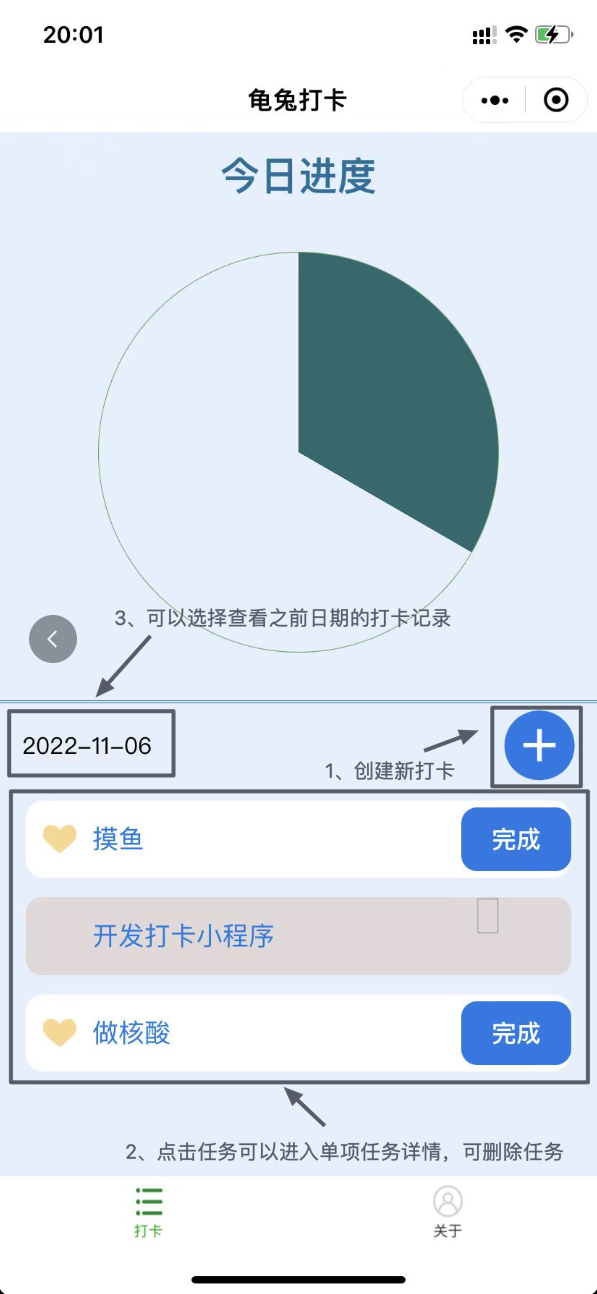 20:01
龟兔打卡
今日进度
3、可以选择查看之前日期的打卡记录
2022-11-06
1、创建新打卡
摸鱼
完成
开发打卡小程序
做核酸
完成
2、点击任务可以进入单项任务详情，可删除任务
打卡
关于